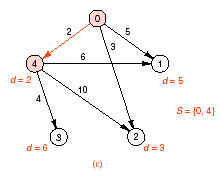 0
2
5
3
4
6
1
d = 2
d = 5
4
10
S = {0, 4}
3
2
d = 6
d = 3
(c)